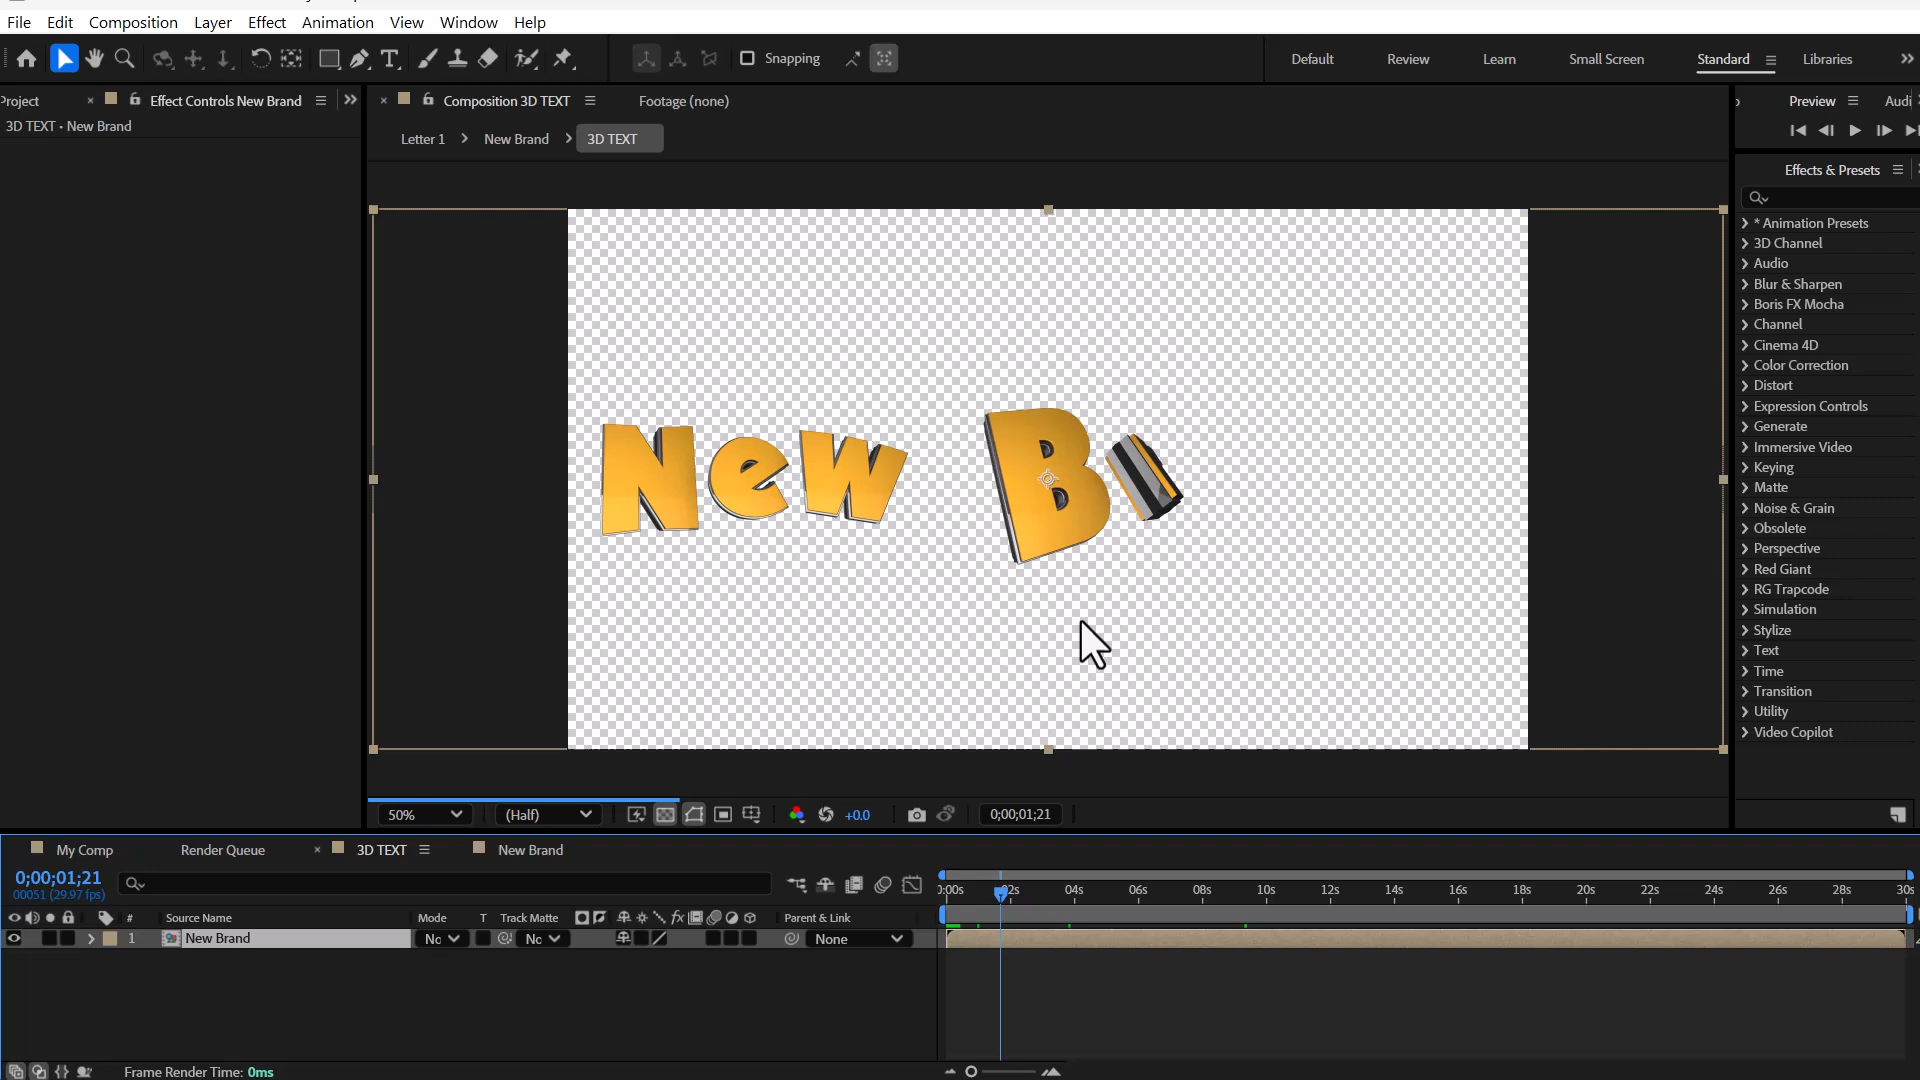 File Edit Composition Layer Effect Animation View Window Help
Snapping
Default Review Learn Small Screen Standard Libraries
Project Effect Controls New Brand
3D TEXT • New Brand
Composition 3D TEXT Footage (none)
Letter 1 New Brand 3D TEXT
New B
50% (Half) +0.0 0;00;01;21
Preview Audi
Effects & Presets
* Animation Presets
3D Channel
Audio
Blur & Sharpen
Boris FX Mocha
Channel
Cinema 4D
Color Correction
Distort
Expression Controls
Generate
Immersive Video
Keying
Matte
Noise & Grain
Obsolete
Perspective
Red Giant
RG Trapcode
Simulation
Stylize
Text
Time
Transition
Utility
Video Copilot
My Comp Render Queue 3D TEXT New Brand
0;00;01;21
00051 (29.97 fps)
0:00s 02s 04s 06s 08s 10s 12s 14s 16s 18s 20s 22s 24s 26s 28s 30s
# Source Name Mode T Track Matte fx Parent & Link
1 New Brand No No None
Frame Render Time: 0ms